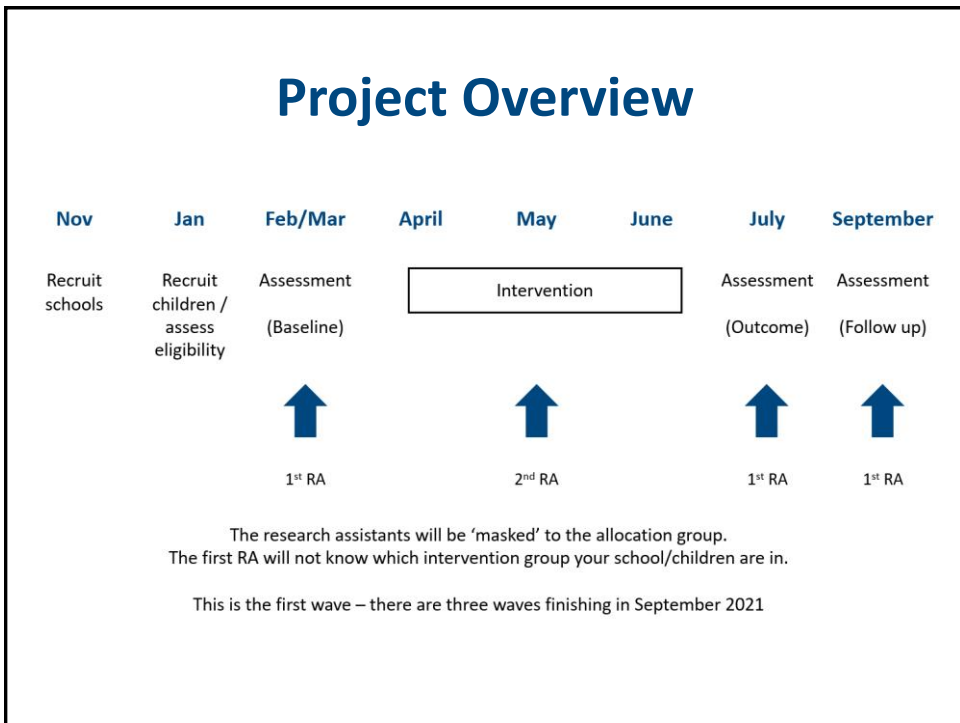 Project Overview
Nov Jan Feb/Mar April May June July September
Recruit schools
Recruit children / assess eligibility
Assessment (Baseline)
Intervention
Assessment (Outcome)
Assessment (Follow up)
1st RA 2nd RA 1st RA 1st RA
The research assistants will be ‘masked’ to the allocation group.
The first RA will not know which intervention group your school/children are in.
This is the first wave – there are three waves finishing in September 2021